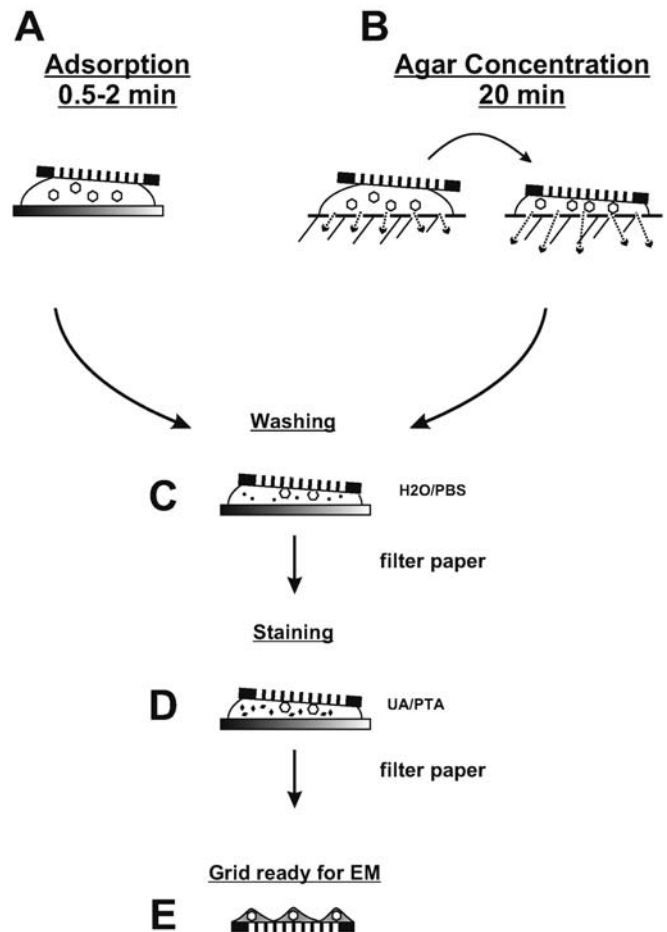 A
Adsorption
0.5-2 min
B
Agar Concentration
20 min
Washing
C
H2O/PBS
filter paper
Staining
D
UA/PTA
filter paper
Grid ready for EM
E